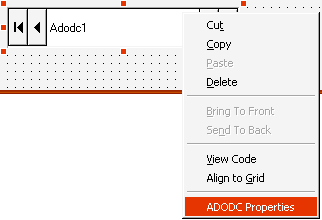 Adodc1
Cut
Copy
Paste
Delete
Bring To Front
Send To Back
View Code
Align to Grid
ADODC Properties